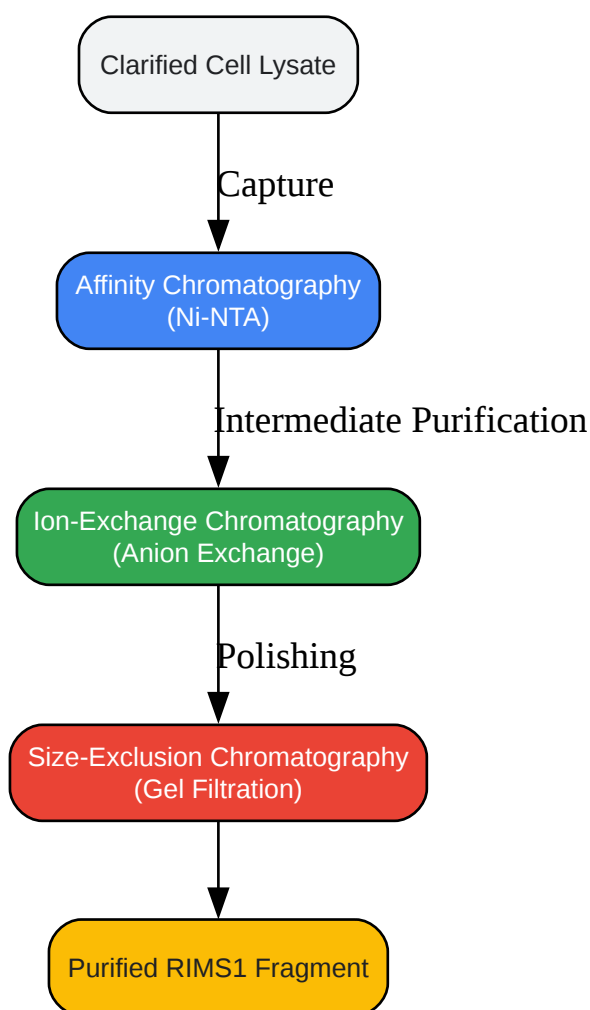 Clarified Cell Lysate
Capture
Affinity Chromatography
(Ni-NTA)
Intermediate Purification
Ion-Exchange Chromatography
(Anion Exchange)
Polishing
Size-Exclusion Chromatography
(Gel Filtration)
Purified RIMS1 Fragment